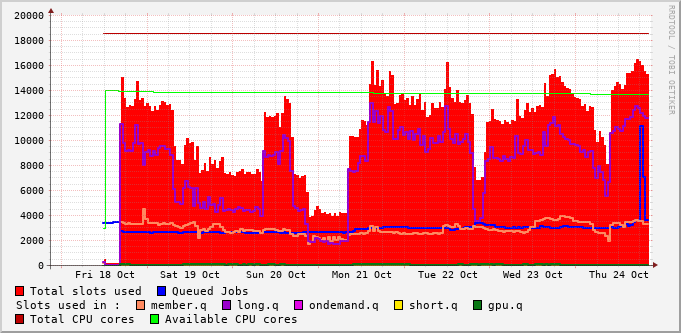 20000
18000
16000
14000
12000
10000
8000
6000
4000
2000
0
Fri 18 Oct Sat 19 Oct Sun 20 Oct Mon 21 Oct Tue 22 Oct Wed 23 Oct Thu 24 Oct
RRDTOOL / TOBI OETIKER
Total slots used Queued Jobs
Slots used in : member.q long.q ondemand.q short.q gpu.q
Total CPU cores Available CPU cores